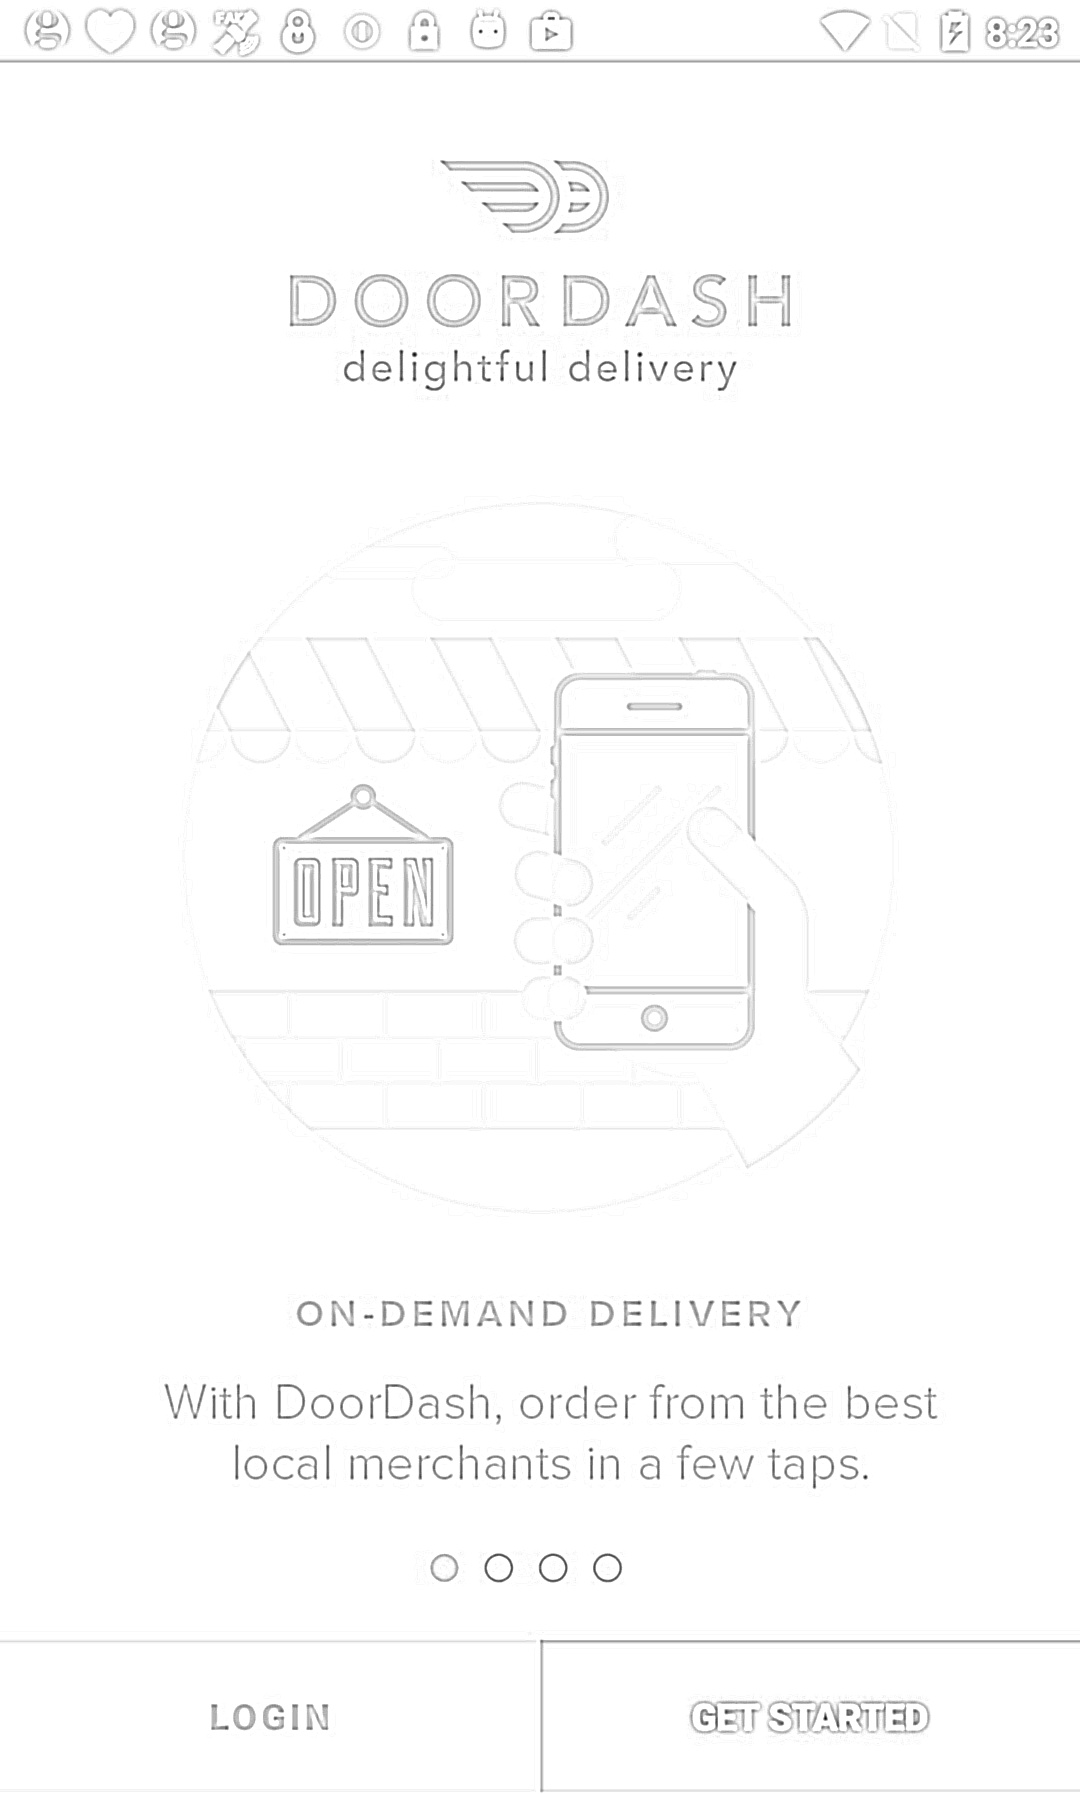 8:23
DOORDASH
delightful delivery
OPEN
ON-DEMAND DELIVERY
With DoorDash, order from the best
local merchants in a few taps.
LOGIN
GET STARTED